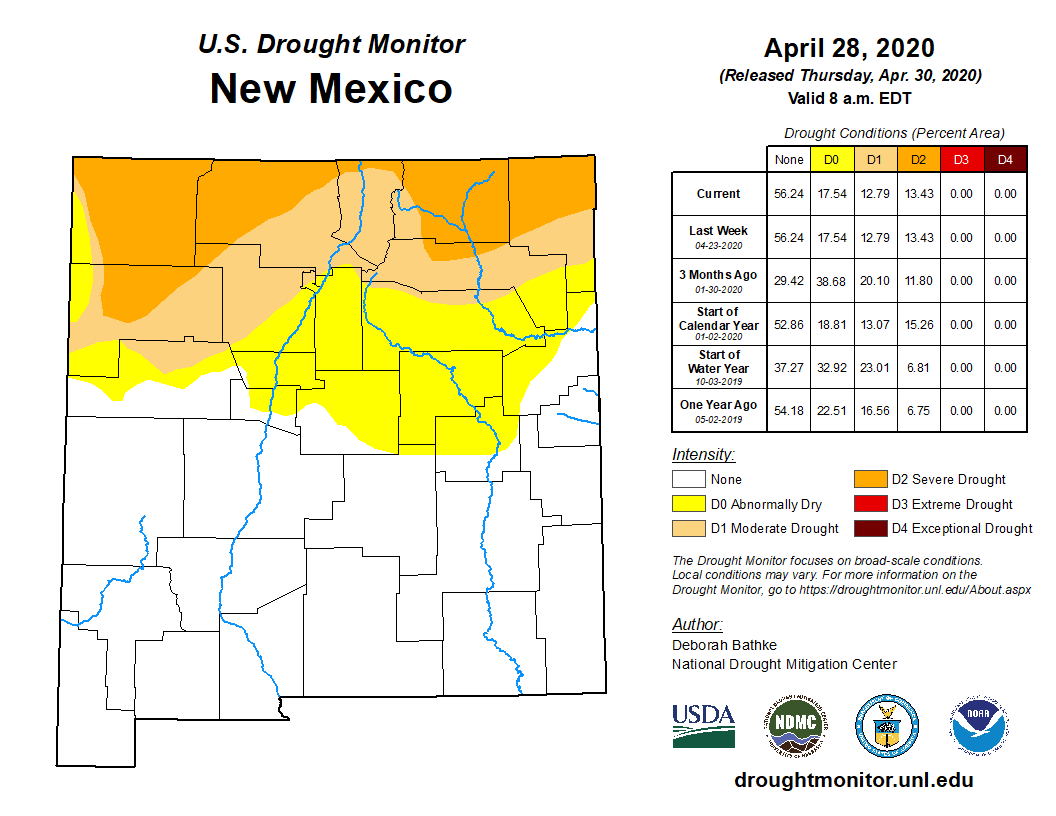 U.S. Drought Monitor
New Mexico
April 28, 2020
(Released Thursday, Apr. 30, 2020)
Valid 8 a.m. EDT
Drought Conditions (Percent Area)
None D0 D1 D2 D3 D4
Current 56.24 17.54 12.79 13.43 0.00 0.00
Last Week
04-23-2020 56.24 17.54 12.79 13.43 0.00 0.00
3 Months Ago
01-30-2020 29.42 38.68 20.10 11.80 0.00 0.00
Start of
Calendar Year
01-02-2020 52.86 18.81 13.07 15.26 0.00 0.00
Start of
Water Year
10-03-2019 37.27 32.92 23.01 6.81 0.00 0.00
One Year Ago
05-02-2019 54.18 22.51 16.56 6.75 0.00 0.00
Intensity:
None
D0 Abnormally Dry
D1 Moderate Drought
D2 Severe Drought
D3 Extreme Drought
D4 Exceptional Drought
The Drought Monitor focuses on broad-scale conditions.
Local conditions may vary. For more information on the
Drought Monitor, go to https://droughtmonitor.unl.edu/About.aspx
Author:
Deborah Bathke
National Drought Mitigation Center
USDA
NDMC
NOAA
droughtmonitor.unl.edu